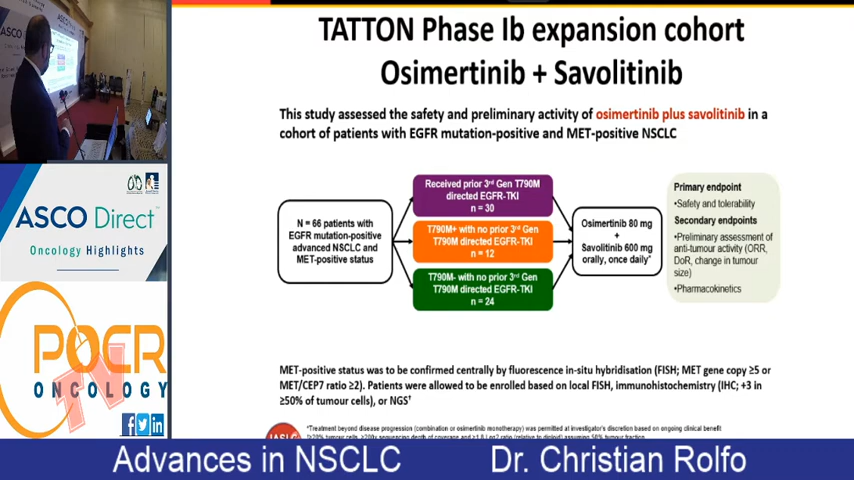 TATTON Phase Ib expansion cohort
Osimertinib + Savolitinib
This study assessed the safety and preliminary activity of osimertinib plus savolitinib in a
cohort of patients with EGFR mutation-positive and MET-positive NSCLC
N = 66 patients with
EGFR mutation-positive
advanced NSCLC and
MET-positive status
Received prior 3rd Gen T790M
directed EGFR-TKI
n = 30
T790M+ with no prior 3rd Gen
T790M directed EGFR-TKI
n = 12
T790M- with no prior 3rd Gen
T790M directed EGFR-TKI
n = 24
Osimertinib 80 mg
+
Savolitinib 600 mg
orally, once daily*
Primary endpoint
•Safety and tolerability
Secondary endpoints
•Preliminary assessment of
anti-tumour activity (ORR,
DoR, change in tumour
size)
•Pharmacokinetics
MET-positive status was to be confirmed centrally by fluorescence in-situ hybridisation (FISH; MET gene copy ≥5 or
MET/CEP7 ratio ≥2). Patients were allowed to be enrolled based on local FISH, immunohistochemistry (IHC; +3 in
≥50% of tumour cells), or NGS†
*Treatment beyond disease progression (combination or osimertinib monotherapy) was permitted at investigator's discretion based on ongoing clinical benefit
IASLC
ASCO Direct™
Oncology Highlights
POCR
ONCOLOGY
TV
Advances in NSCLC Dr. Christian Rolfo